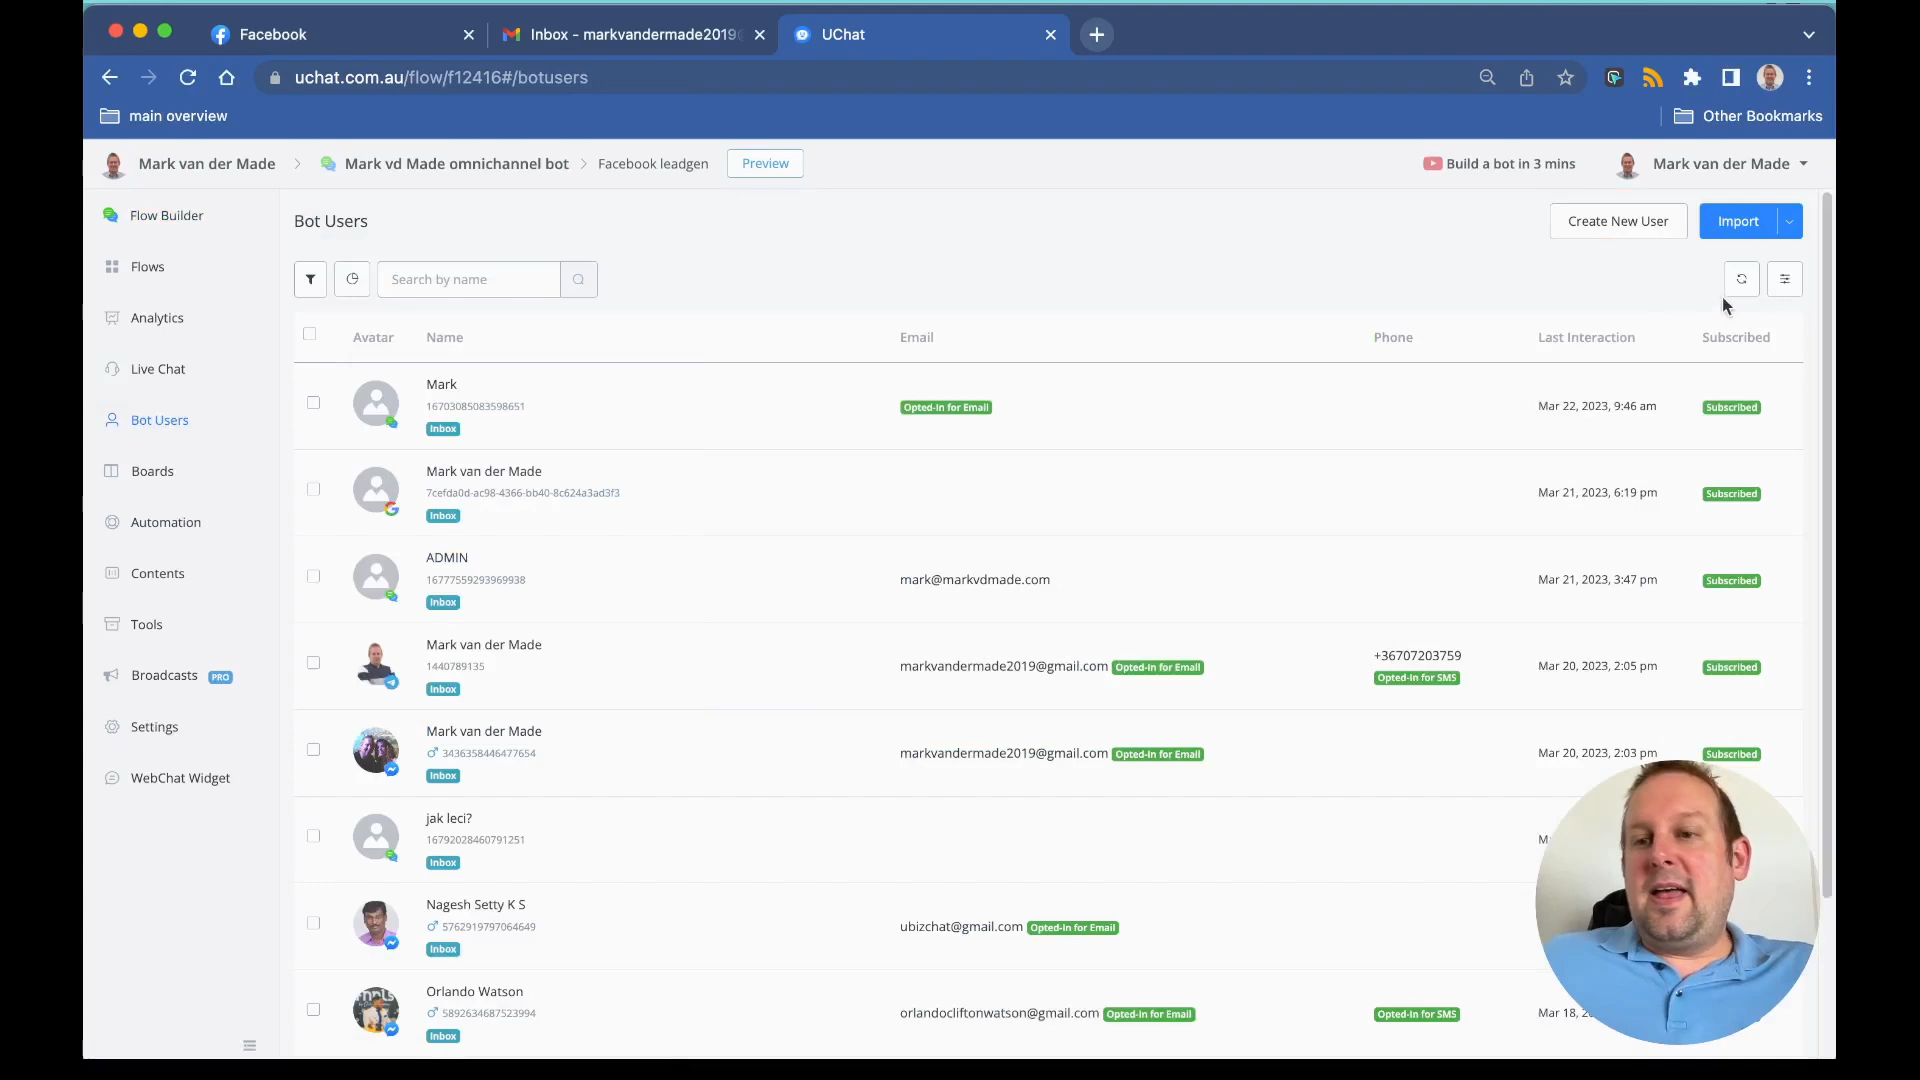 Facebook
Inbox - markvandermade2019
UChat
uchat.com.au/flow/f12416#/botusers
main overview
Other Bookmarks
Mark van der Made
Mark vd Made omnichannel bot
Facebook leadgen
Preview
Build a bot in 3 mins
Mark van der Made
Flow Builder
Flows
Analytics
Live Chat
Bot Users
Boards
Automation
Contents
Tools
Broadcasts PRO
Settings
WebChat Widget
Bot Users
Create New User
Import
Search by name
Avatar Name Email Phone Last Interaction Subscribed
Mark
16703085083598651
Inbox
Opted-In for Email
Mar 22, 2023, 9:46 am
Subscribed
Mark van der Made
7cefda0d-ac98-4366-bb40-8c624a3ad3f3
Inbox
Mar 21, 2023, 6:19 pm
Subscribed
ADMIN
16777559293969938
Inbox
mark@markvdmade.com
Mar 21, 2023, 3:47 pm
Subscribed
Mark van der Made
1440789135
Inbox
markvandermade2019@gmail.com Opted-In for Email
+36707203759
Opted-In for SMS
Mar 20, 2023, 2:05 pm
Subscribed
Mark van der Made
3436358446477654
Inbox
markvandermade2019@gmail.com Opted-In for Email
Mar 20, 2023, 2:03 pm
Subscribed
jak leci?
16792028460791251
Inbox
Nagesh Setty K S
5762919797064649
Inbox
ubizchat@gmail.com Opted-In for Email
Orlando Watson
5892634687523994
Inbox
orlandocliftonwatson@gmail.com Opted-In for Email
Opted-In for SMS
Mar 18, 2